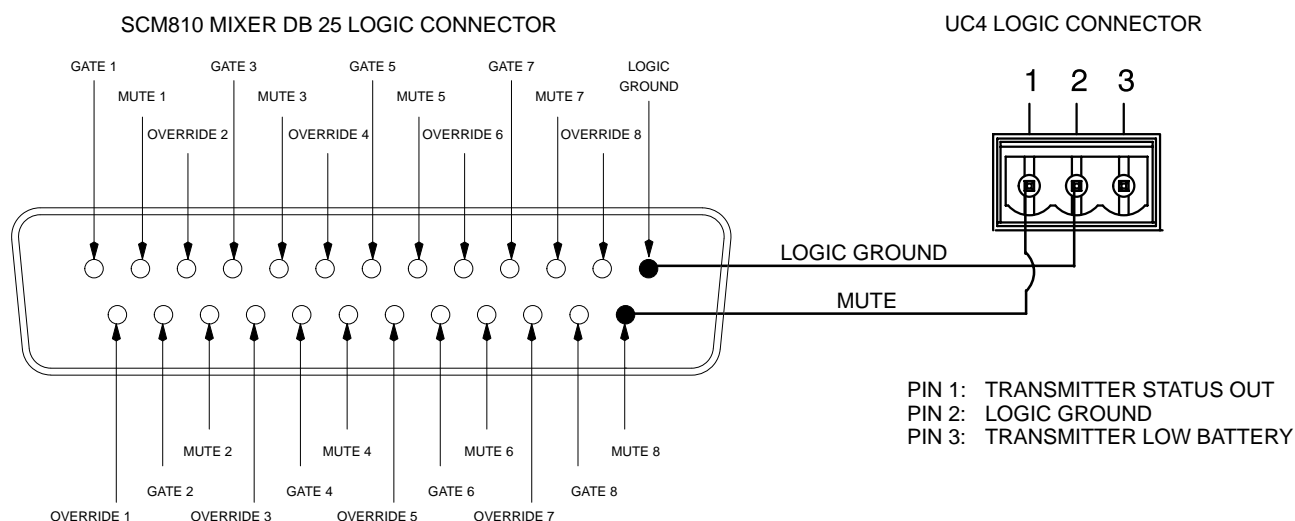 SCM810 MIXER DB 25 LOGIC CONNECTOR
UC4 LOGIC CONNECTOR
GATE 1
GATE 3
GATE 5
GATE 7
LOGIC
GROUND
MUTE 1
MUTE 3
MUTE 5
MUTE 7
OVERRIDE 2
OVERRIDE 4
OVERRIDE 6
OVERRIDE 8
1
2
3
LOGIC GROUND
MUTE
PIN 1: TRANSMITTER STATUS OUT
PIN 2: LOGIC GROUND
PIN 3: TRANSMITTER LOW BATTERY
MUTE 2
MUTE 4
MUTE 6
MUTE 8
GATE 2
GATE 4
GATE 6
GATE 8
OVERRIDE 1
OVERRIDE 3
OVERRIDE 5
OVERRIDE 7